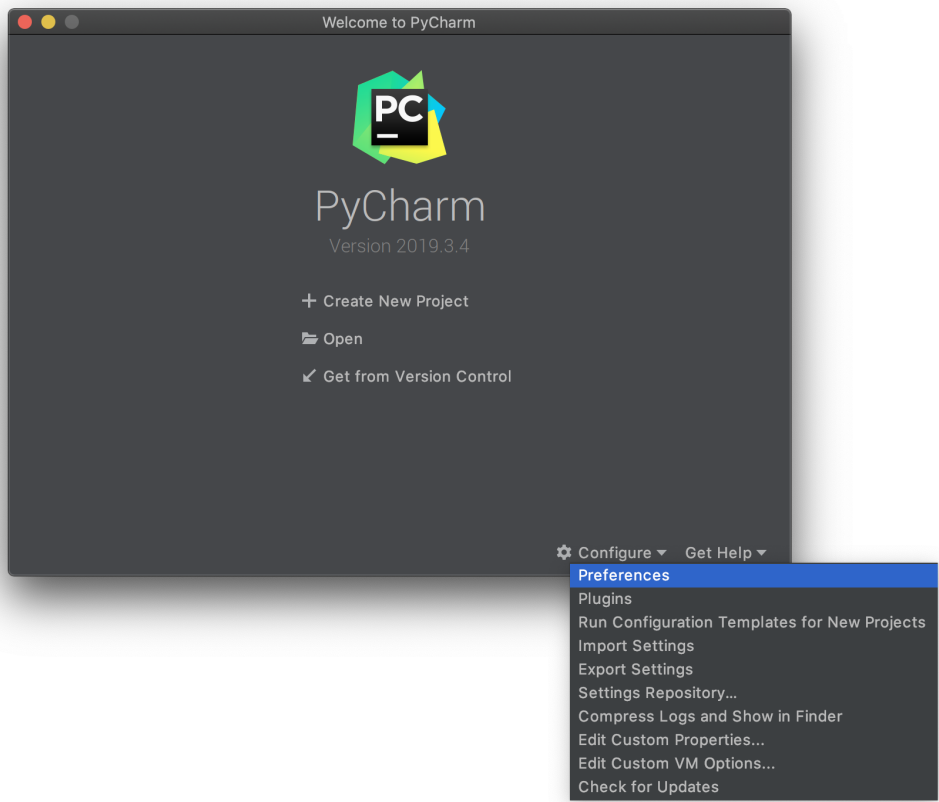 Welcome to PyCharm
PC
PyCharm
Version 2019.3.4
Create New Project
Open
Get from Version Control
Configure Get Help
Preferences
Plugins
Run Configuration Templates for New Projects
Import Settings
Export Settings
Settings Repository...
Compress Logs and Show in Finder
Edit Custom Properties...
Edit Custom VM Options...
Check for Updates